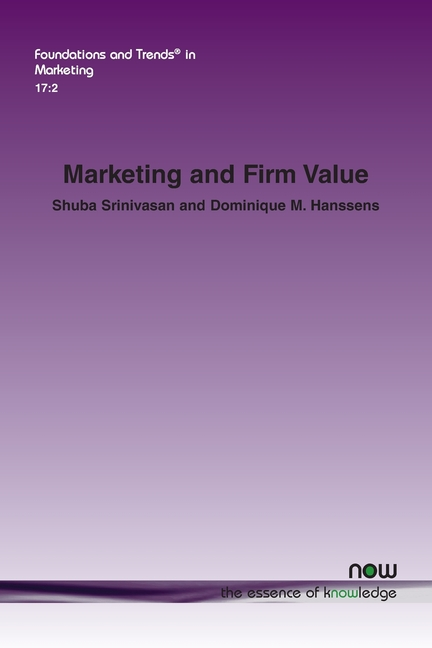 Foundations and Trends® in
Marketing
17:2
Marketing and Firm Value
Shuba Srinivasan and Dominique M. Hanssens
now
the essence of knowledge